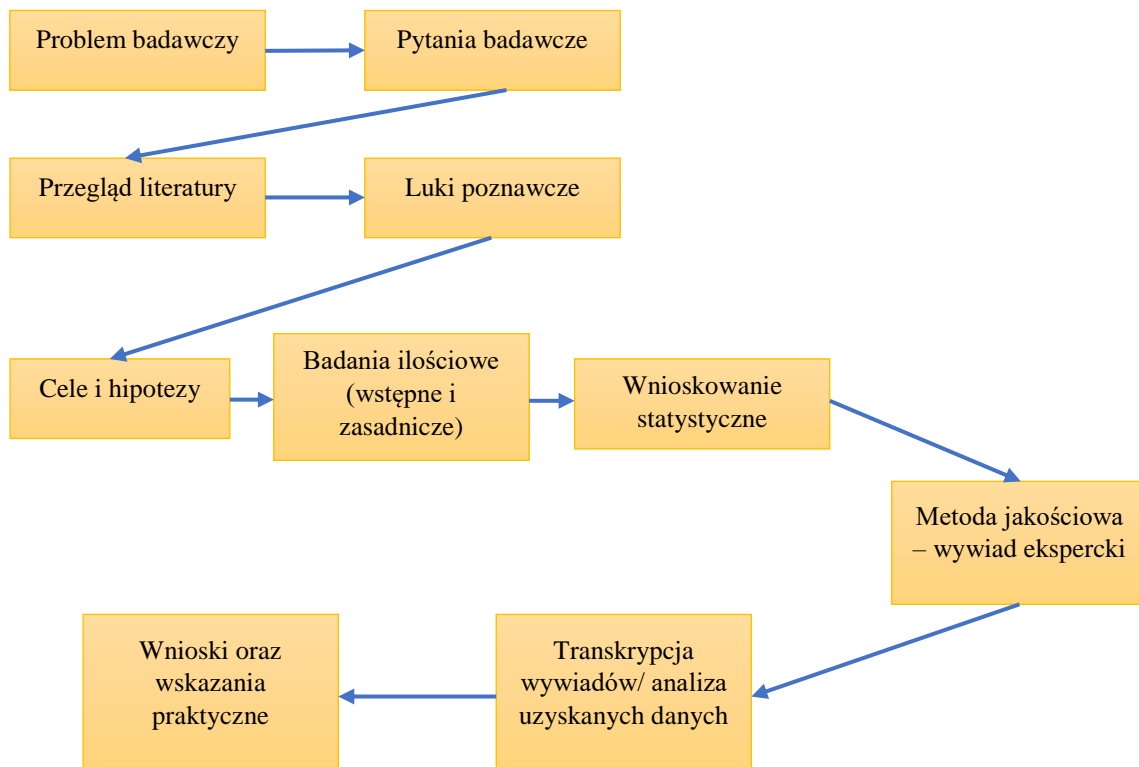 Problem badawczy
Pytania badawcze
Przegląd literatury
Luki poznawcze
Cele i hipotezy
Badania ilościowe
(wstępne i
zasadnicze)
Wnioskowanie
statystyczne
Metoda jakościowa
– wywiad ekspercki
Transkrypcja
wywiadów/ analiza
uzyskanych danych
Wnioski oraz
wskazania
praktyczne